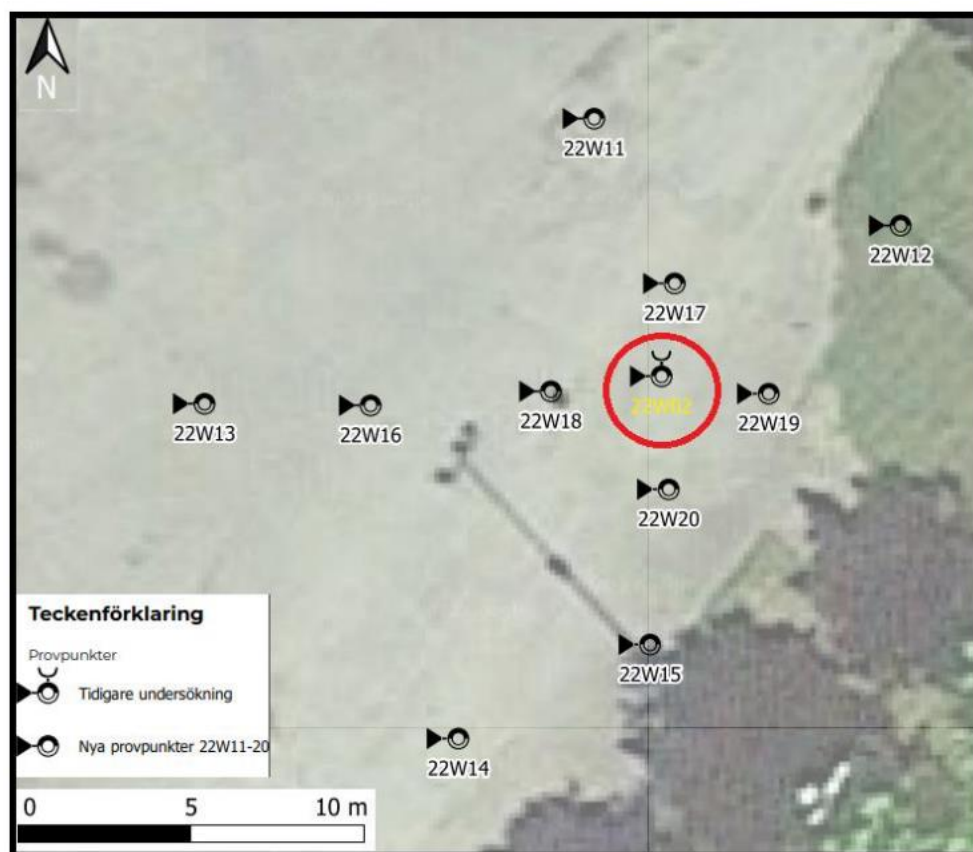 N
22W11
22W12
22W17
22W02
22W13
22W16
22W18
22W19
22W20
22W15
22W14
Teckenförklaring
Provpunkter
Tidigare undersökning
Nya provpunkter 22W11-20
0 5 10 m